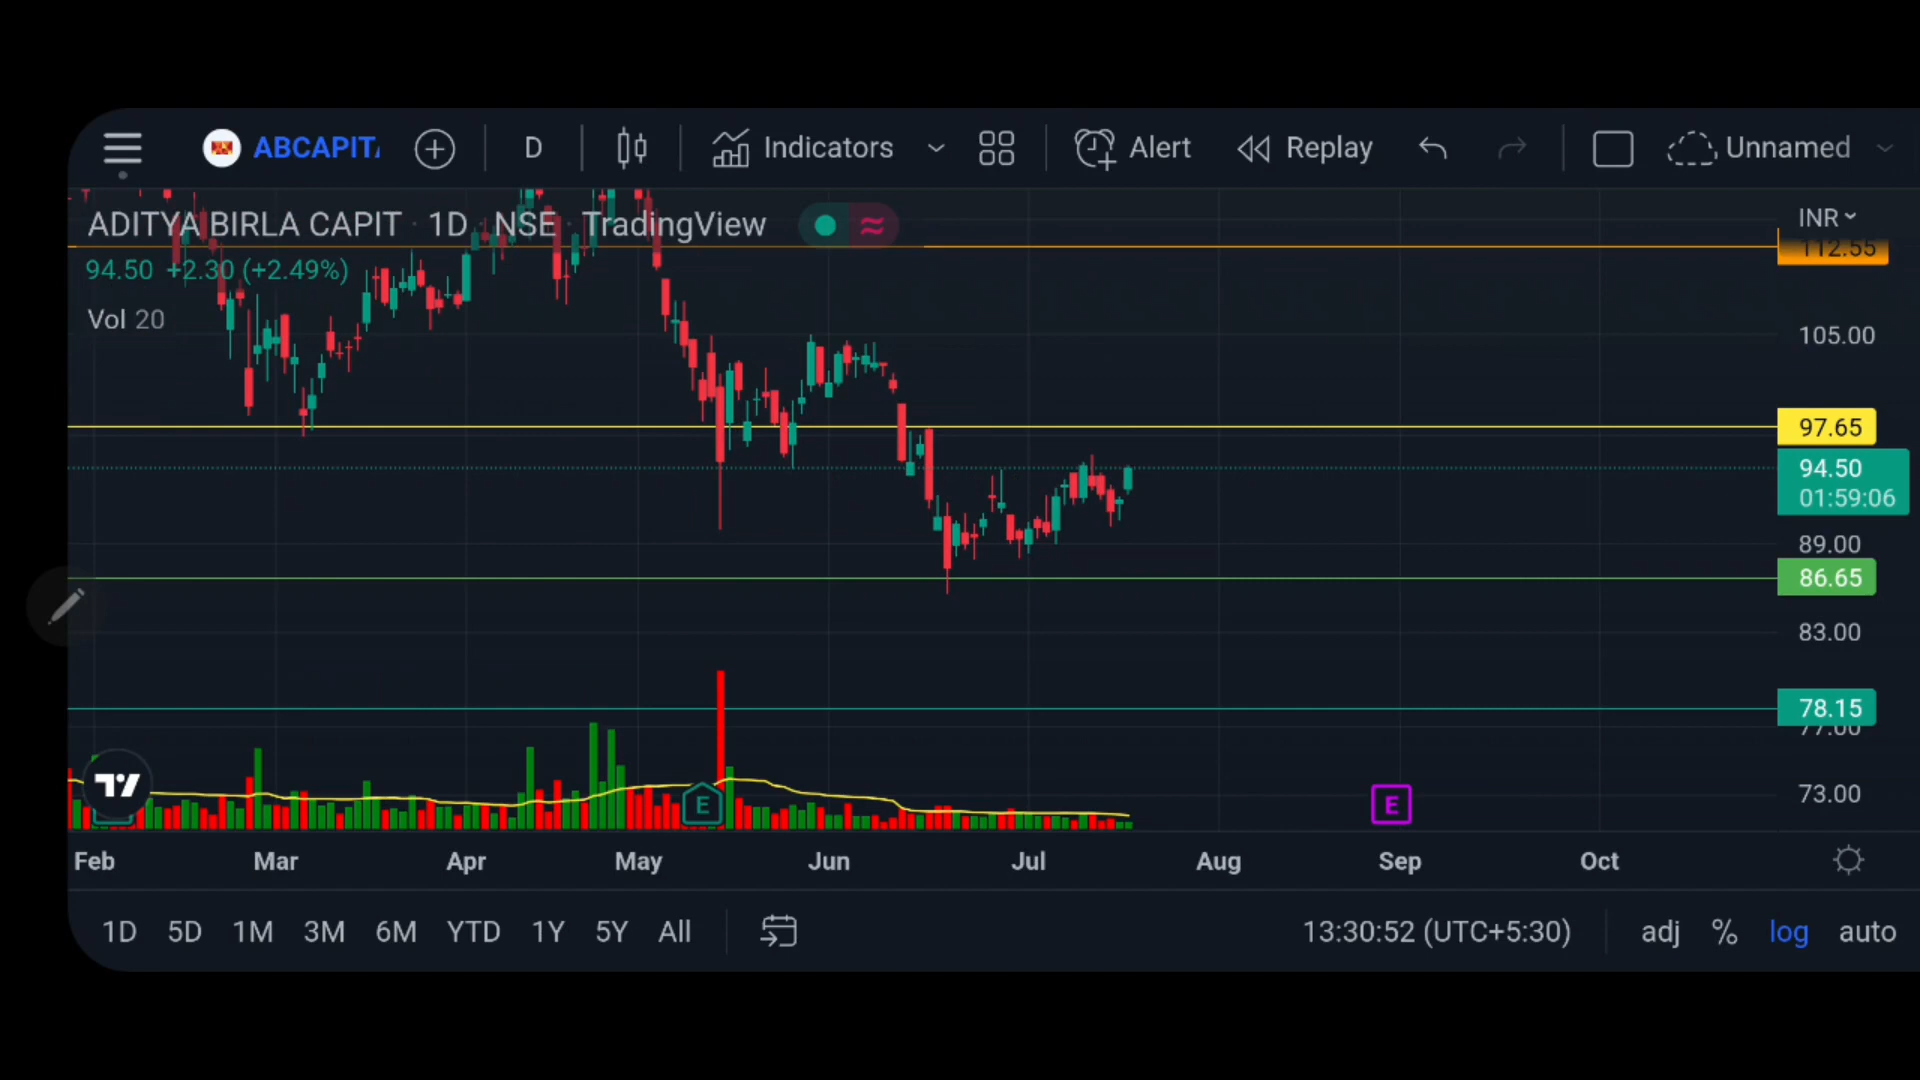 ABCAPIT
D
Indicators
Alert
Replay
Unnamed
ADITYA BIRLA CAPIT · 1D · NSE · TradingView
94.50 +2.30 (+2.49%)
Vol 20
INR
112.55
105.00
97.65
94.50
01:59:06
89.00
86.65
83.00
78.15
77.00
73.00
E
E
Feb Mar Apr May Jun Jul Aug Sep Oct
1D 5D 1M 3M 6M YTD 1Y 5Y All
13:30:52 (UTC+5:30)
adj % log auto